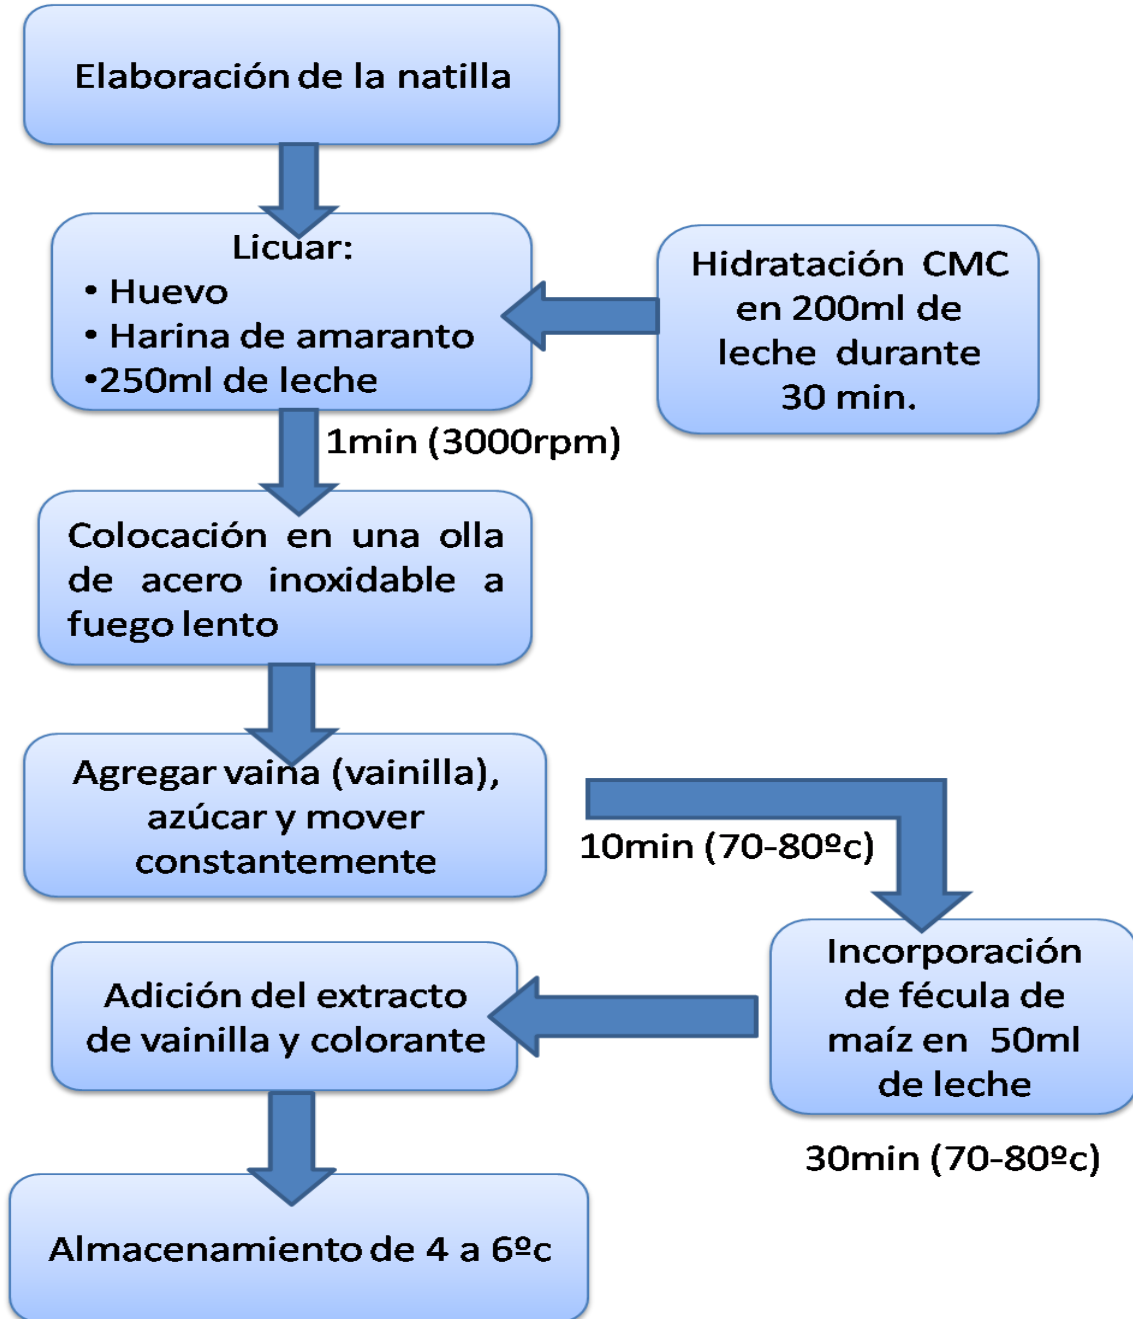 Elaboración de la natilla
Licuar:
• Huevo
• Harina de amaranto
•250ml de leche
Hidratación CMC
en 200ml de
leche durante
30 min.
1min (3000rpm)
Colocación en una olla
de acero inoxidable a
fuego lento
Agregar vaina (vainilla),
azúcar y mover
constantemente
10min (70-80ºc)
Incorporación
de fécula de
maíz en 50ml
de leche
30min (70-80ºc)
Adición del extracto
de vainilla y colorante
Almacenamiento de 4 a 6ºc